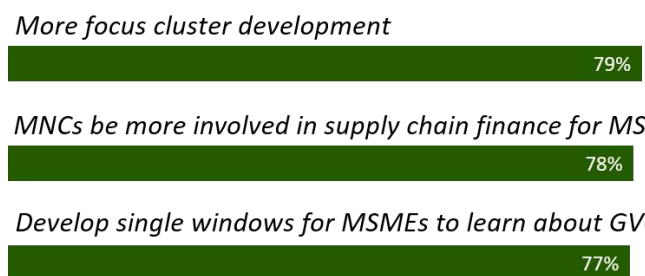 More focus cluster development
79%
MNCs be more involved in supply chain finance for MS
78%
Develop single windows for MSMEs to learn about GV
77%